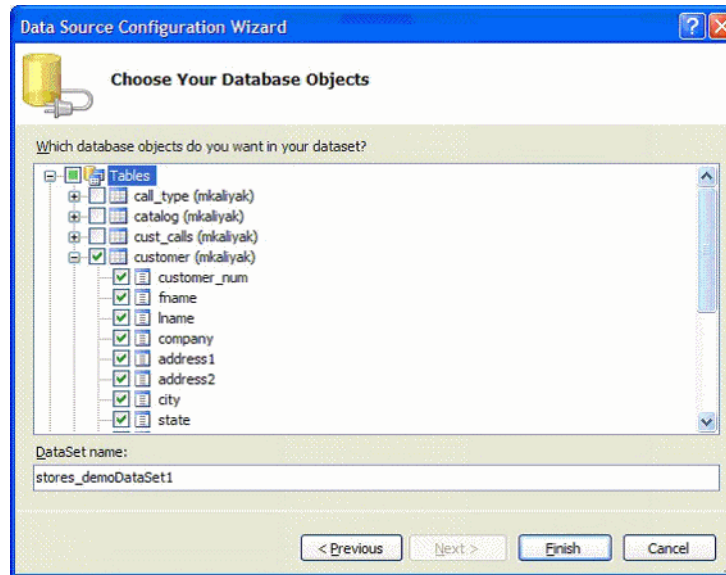 Data Source Configuration Wizard
Choose Your Database Objects
Which database objects do you want in your dataset?
Tables
call_type (mkaliyak)
catalog (mkaliyak)
cust_calls (mkaliyak)
customer (mkaliyak)
customer_num
fname
lname
company
address1
address2
city
state
DataSet name:
stores_demoDataSet1
< Previous Next > Finish Cancel